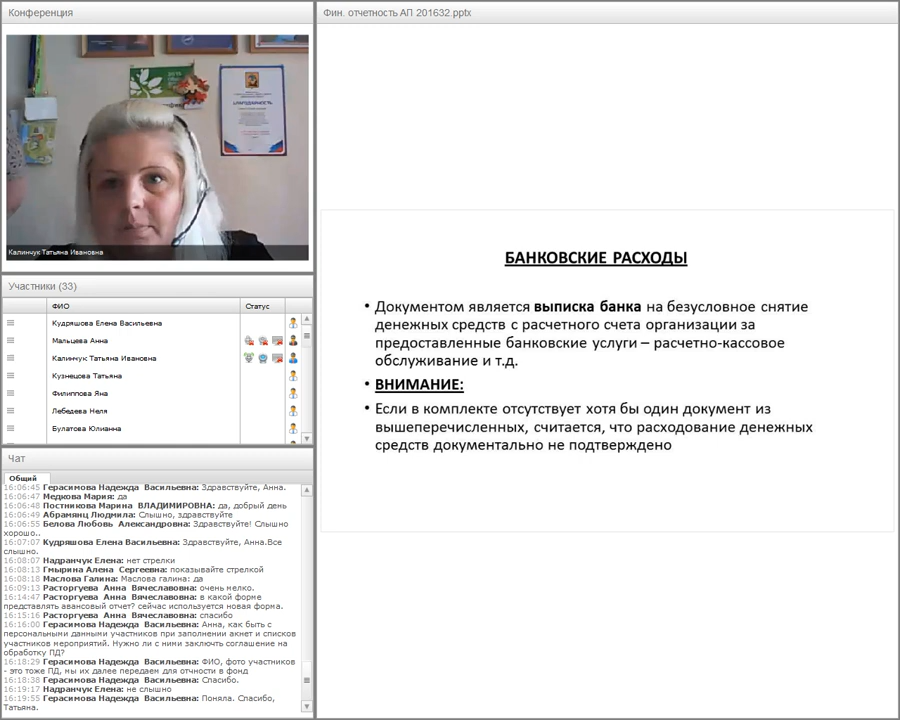 Конференция
БЛАГОДАРНОСТЬ
Калинчук Татьяна Ивановна
Участники (33)
ФИО
Статус
Кудряшова Елена Васильевна
Мальцева Анна
Калинчук Татьяна Ивановна
Кузнецова Татьяна
Филиппова Яна
Лебедева Неля
Булатова Юлианна
Чат
Общий
16:06:45 Герасимова Надежда Васильевна: Здравствуйте, Анна.
16:06:47 Медкова Мария: да
16:06:48 Постникова Марина ВЛАДИМИРОВНА: да, добрый день
16:06:49 Абрамянц Людмила: Слышно, здравствуйте
16:06:55 Белова Любовь Александровна: Здравствуйте! Слышно
хорошо..
16:07:07 Кудряшова Елена Васильевна: Здравствуйте, Анна.Все
слышно.
16:08:07 Надранчук Елена: нет стрелки
16:08:13 Гмырина Алена Сергеевна: показывайте стрелкой
16:08:18 Маслова Галина: Маслова галина: да
16:09:13 Расторгуева Анна Вячеславовна: очень мелко.
16:14:47 Расторгуева Анна Вячеславовна: в какой форме
представлять авансовый отчет? сейчас используется новая форма.
16:15:16 Расторгуева Анна Вячеславовна: спасибо
16:16:00 Герасимова Надежда Васильевна: Анна, как быть с
персональными данными участников при заполнении акнет и списков
участников мероприятий. Нужно ли с ними заключть соглашение на
обработку ПД?
16:18:29 Герасимова Надежда Васильевна: ФИО, фото участников
- это тоже ПД, мы их далее передаем для отчности в фонд
16:18:38 Герасимова Надежда Васильевна: Спасибо.
16:19:17 Надранчук Елена: не слышно
16:19:55 Герасимова Надежда Васильевна: Поняла. Спасибо,
Татьяна.
Фин. отчетность АП 201632.pptx
БАНКОВСКИЕ РАСХОДЫ
• Документом является выписка банка на безусловное снятие
денежных средств с расчетного счета организации за
предоставленные банковские услуги – расчетно-кассовое
обслуживание и т.д.
• ВНИМАНИЕ:
• Если в комплекте отсутствует хотя бы один документ из
вышеперечисленных, считается, что расходование денежных
средств документально не подтверждено